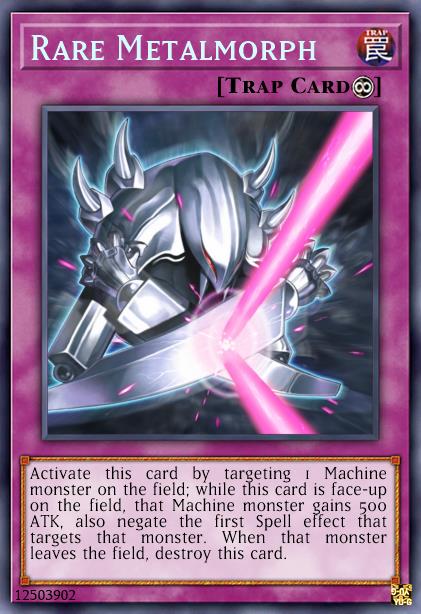 Rare Metalmorph
TRAP
罠
[Trap Card]
Activate this card by targeting 1 Machine
monster on the field; while this card is face-up
on the field, that Machine monster gains 500
ATK, also negate the first Spell effect that
targets that monster. When that monster
leaves the field, destroy this card.
12503902